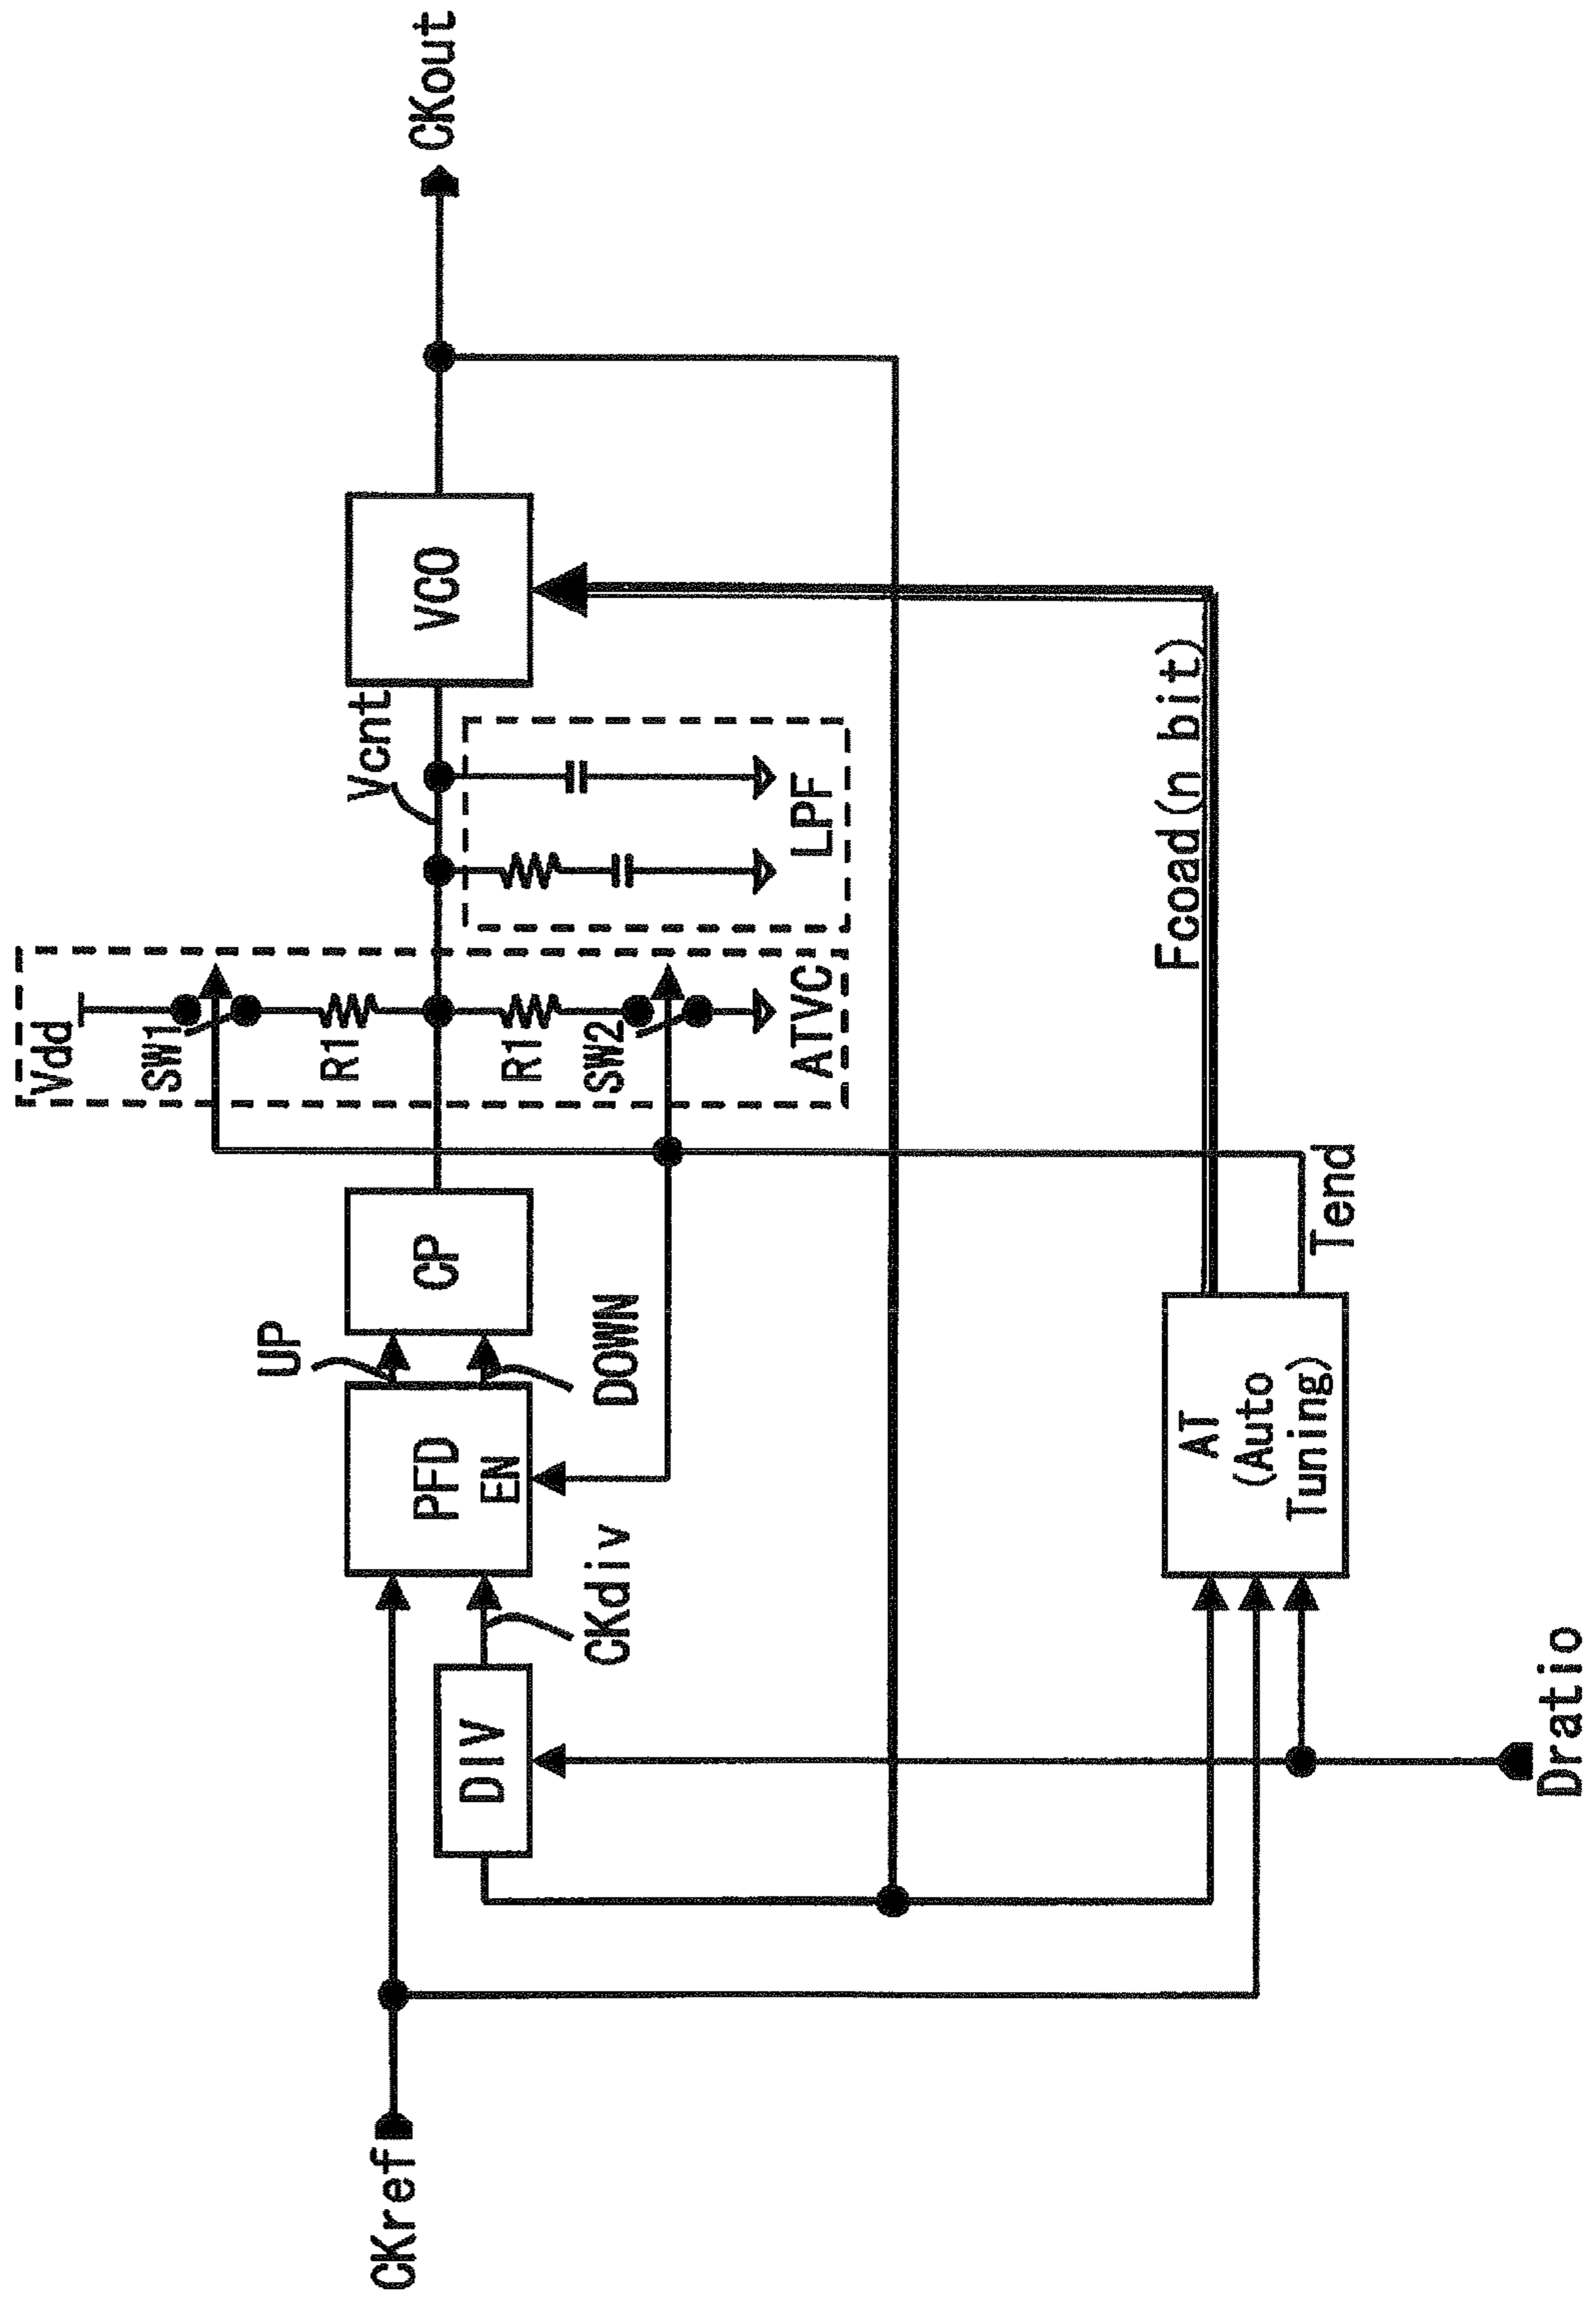 Vdd
SW1
R1
R1
SW2
ATVC
UP
CKref
PFD
EN
CP
Vcnt
VCO
CKout
DIV
CKdiv
DOWN
LPF
AT
(Auto
Tuning)
Fcoad(n bit)
Tend
Dratio